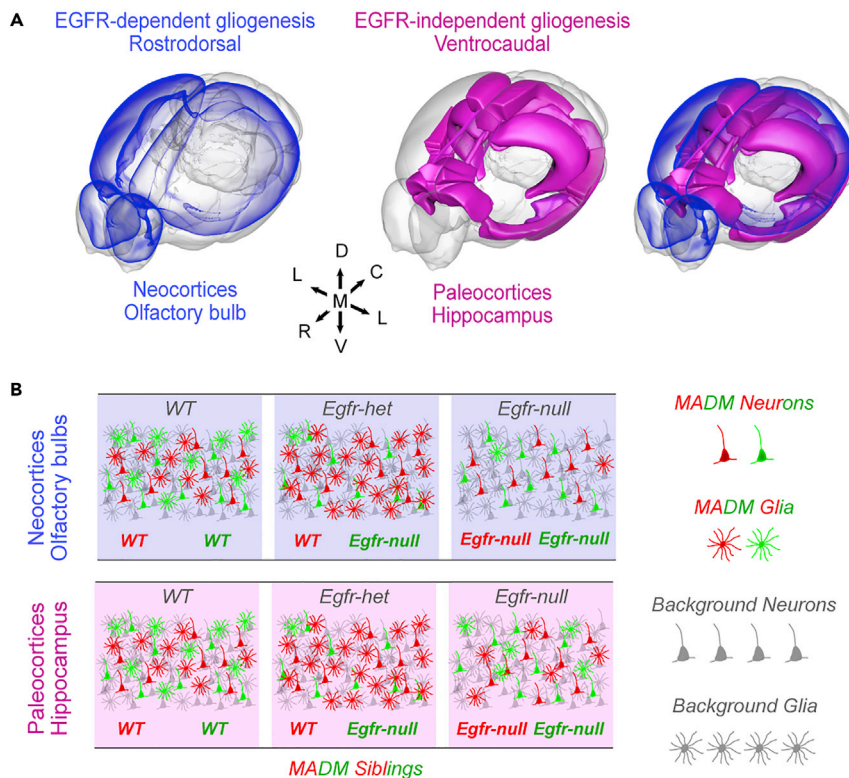 A
EGFR-dependent gliogenesis
Rostrodorsal
EGFR-independent gliogenesis
Ventrocaudal
Neocortices
Olfactory bulb
D
L
C
M
R
L
V
Paleocortices
Hippocampus
B
Neocortices
Olfactory bulbs
WT
Egfr-het
Egfr-null
WT WT
WT Egfr-null
Egfr-null Egfr-null
Paleocortices
Hippocampus
WT
Egfr-het
Egfr-null
WT WT
WT Egfr-null
Egfr-null Egfr-null
MADM Siblings
MADM Neurons
MADM Glia
Background Neurons
Background Glia